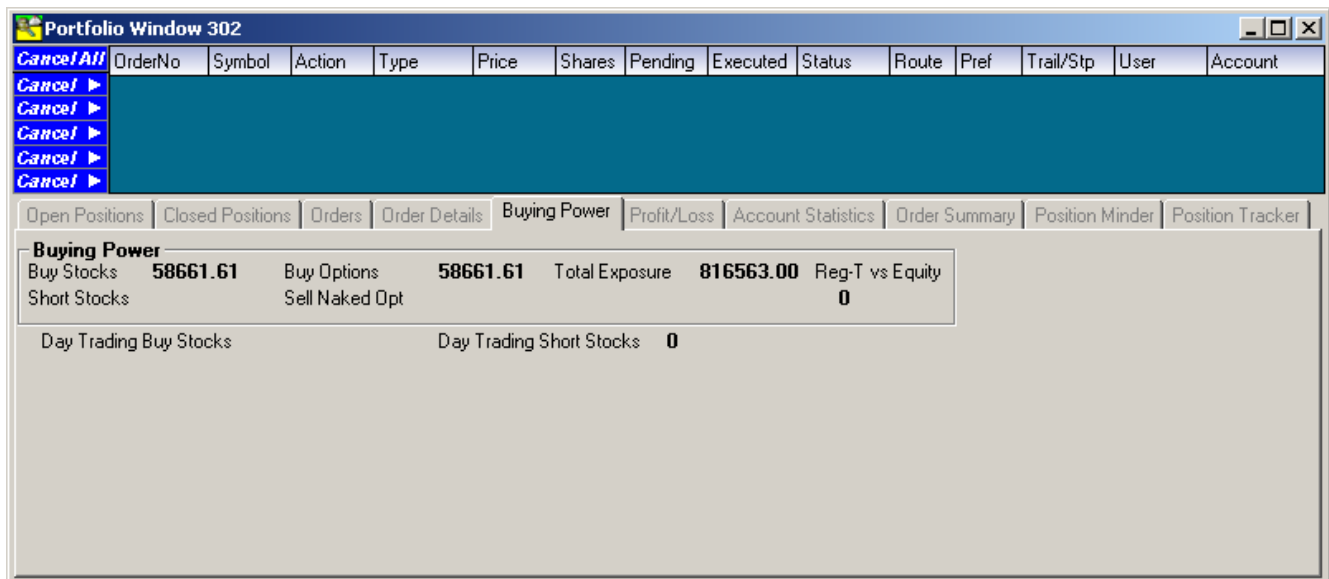 Portfolio Window 302
Cancel All OrderNo Symbol Action Type Price Shares Pending Executed Status Route Pref Trail/Stp User Account
Cancel
Cancel
Cancel
Cancel
Cancel
Open Positions Closed Positions Orders Order Details Buying Power Profit/Loss Account Statistics Order Summary Position Minder Position Tracker
Buying Power
Buy Stocks 58661.61 Buy Options 58661.61 Total Exposure 816563.00 Reg-T vs Equity
Short Stocks Sell Naked Opt 0
Day Trading Buy Stocks Day Trading Short Stocks 0